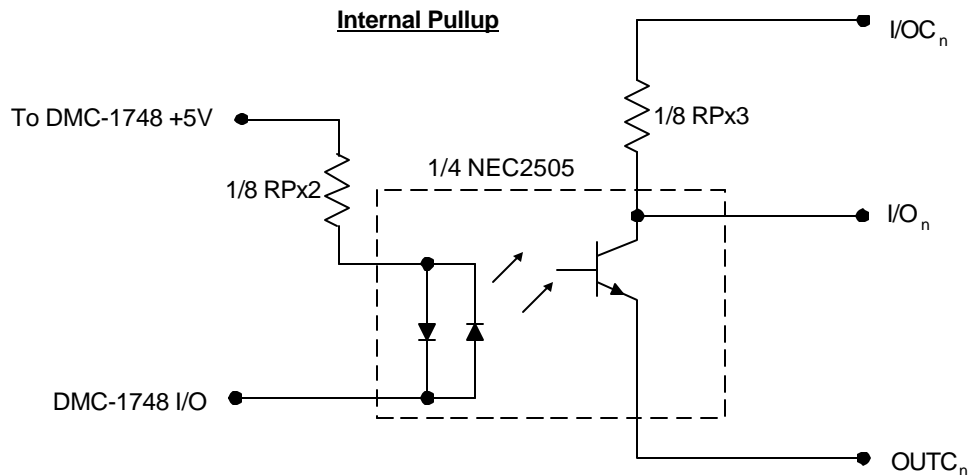 Internal Pullup
I/OCn
To DMC-1748 +5V
1/8 RPx3
1/4 NEC2505
1/8 RPx2
I/On
DMC-1748 I/O
OUTCn